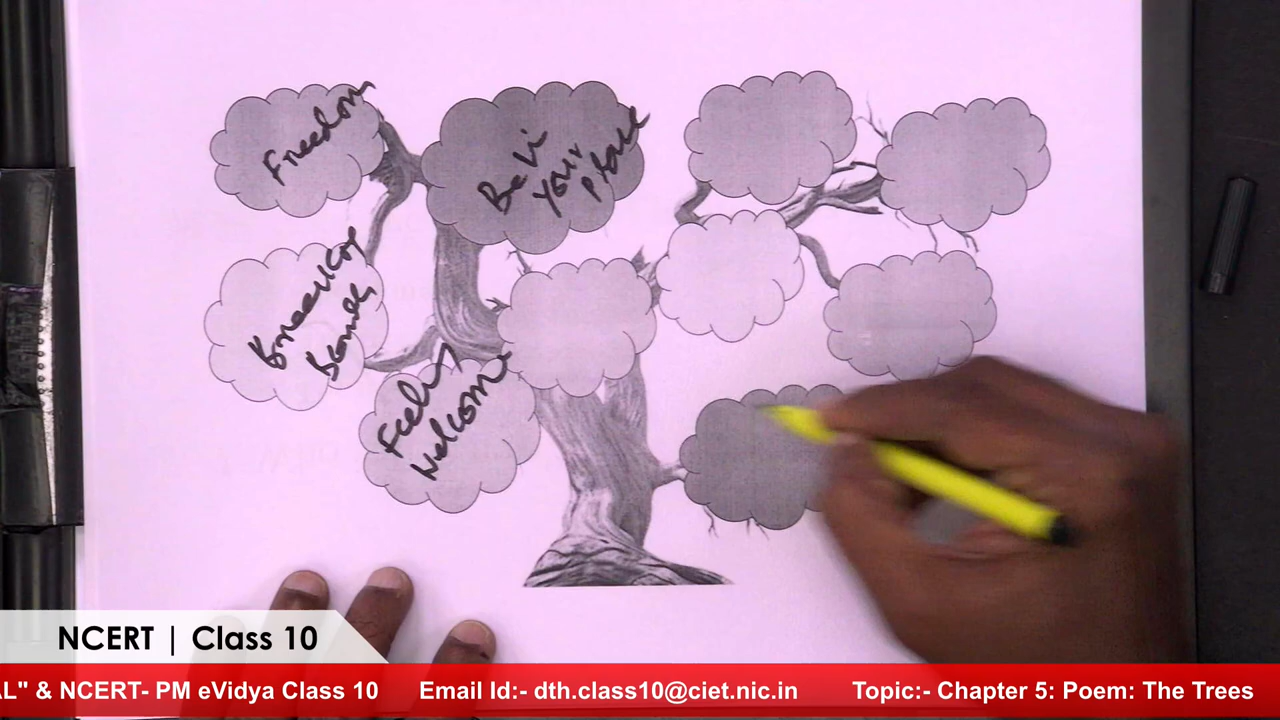 Freedom
Be in
your
place
Breaking
Feeling
Welcome
NCERT | Class 10
AL" & NCERT- PM eVidya Class 10 Email Id:- dth.class10@ciet.nic.in Topic:- Chapter 5: Poem: The Trees